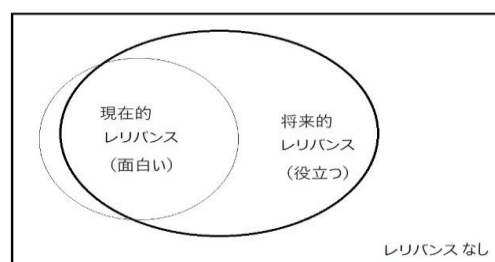 現在的
レリバンス
（面白い）
将来的
レリバンス
（役立つ）
レリバンス なし